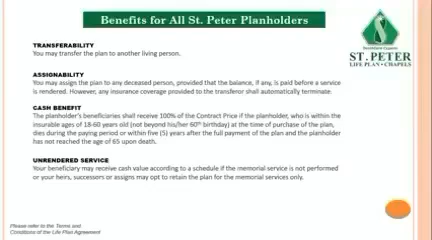 Benefits for All St. Peter Planholders
TRANSFERABILITY
You may transfer the plan to another living person.
ASSIGNABILITY
You may assign the plan to any deceased person, provided that the balance, if any, is paid before a service
is rendered. However, any insurance coverage provided to the transferor shall automatically terminate.
CASH BENEFIT
The planholder's beneficiaries shall receive 100% of the Contract Price if the planholder, who is within the
insurable ages of 18-60 years old (not beyond his/her 60th birthday) at the time of purchase of the plan,
dies during the paying period or within five (5) years after the full payment of the plan and the planholder
has not reached the age of 65 upon death.
UNRENDERED SERVICE
Your beneficiary may receive cash value according to a schedule if the memorial service is not performed
or your heirs, successors or assigns may opt to retain the plan for the memorial services only.
ST. PETER
LIFE PLAN • CHAPELS
Please refer to the Terms and
Conditions of the Life Plan Agreement